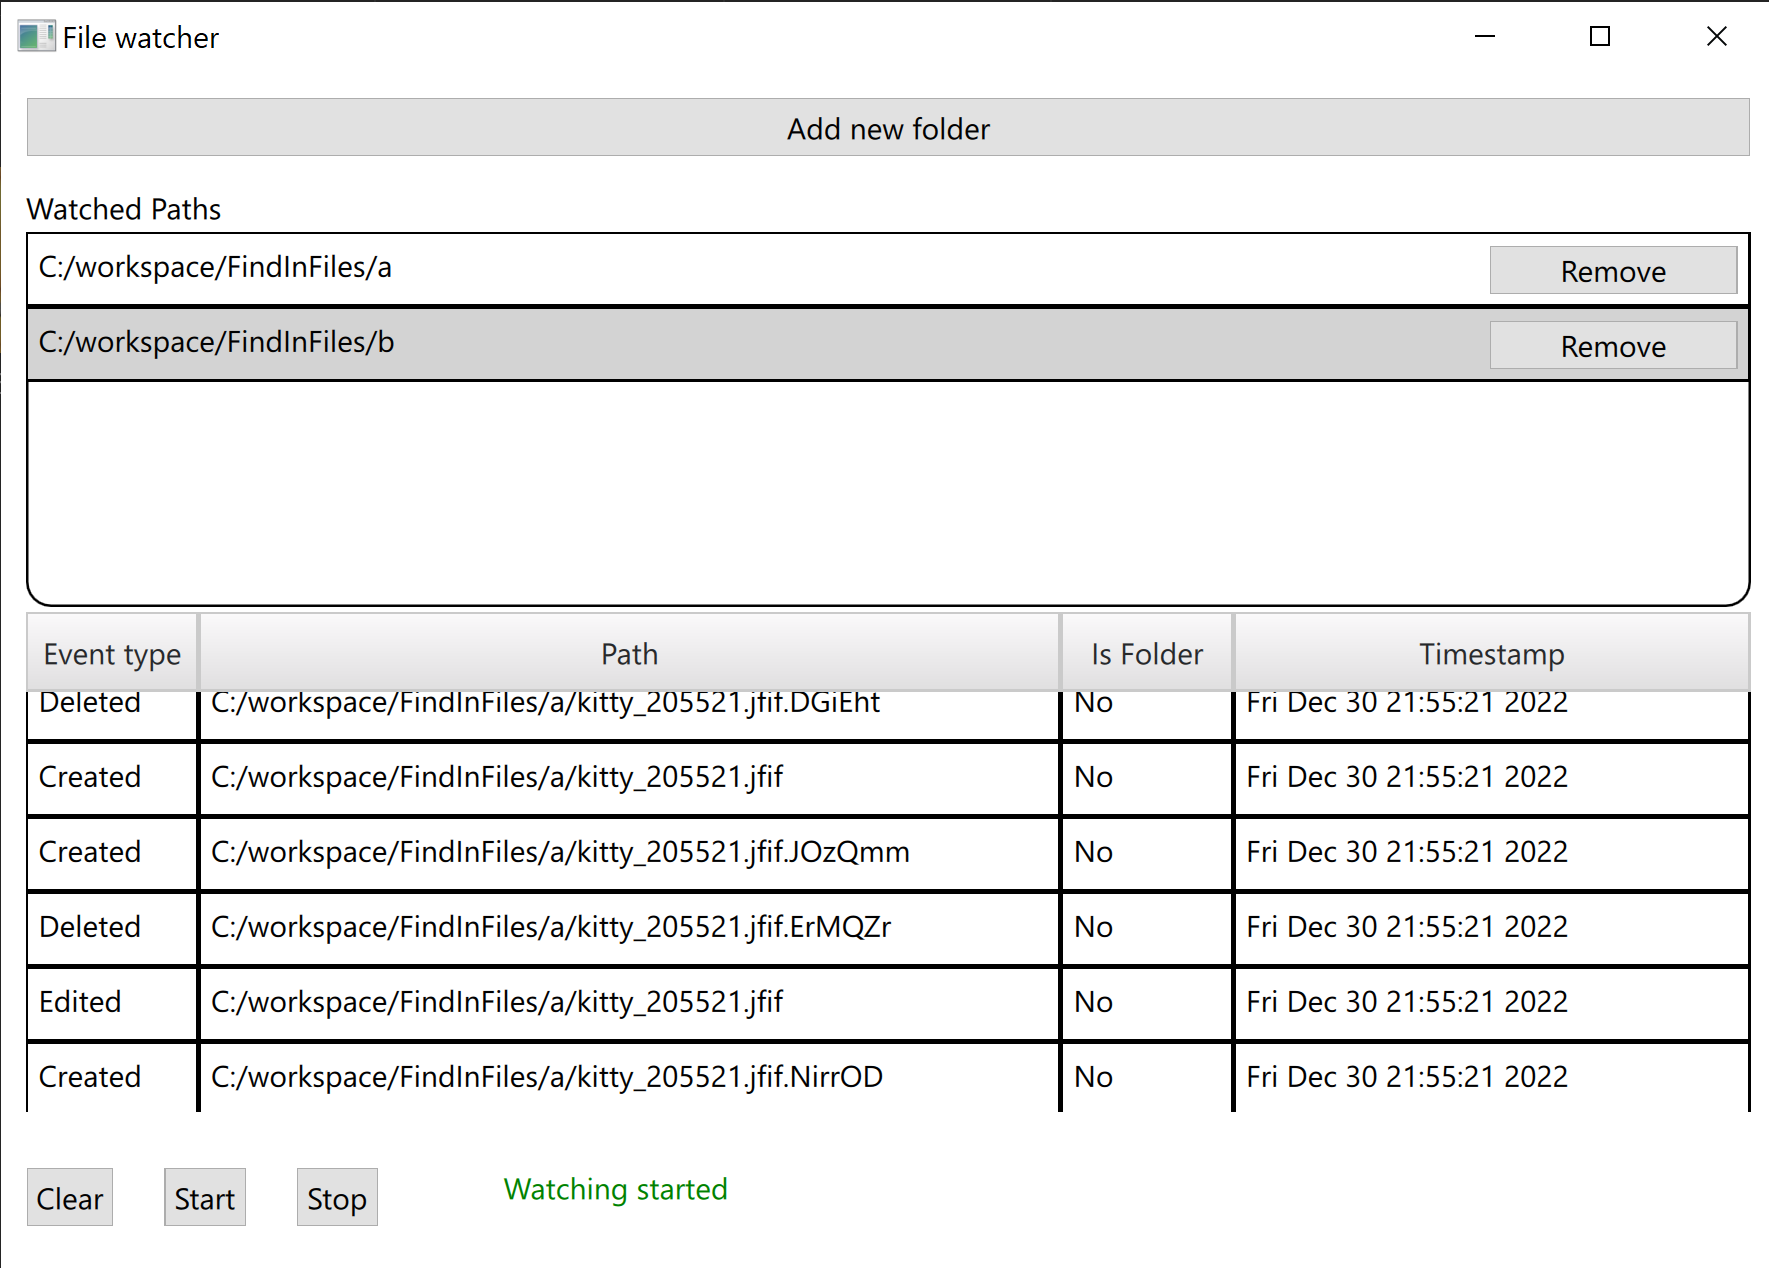 File watcher
Add new folder
Watched Paths
C:/workspace/FindInFiles/a Remove
C:/workspace/FindInFiles/b Remove
Event type Path Is Folder Timestamp
Deleted C:/workspace/FindInFiles/a/kitty_205521.jfif.DGiEht No Fri Dec 30 21:55:21 2022
Created C:/workspace/FindInFiles/a/kitty_205521.jfif No Fri Dec 30 21:55:21 2022
Created C:/workspace/FindInFiles/a/kitty_205521.jfif.JOzQmm No Fri Dec 30 21:55:21 2022
Deleted C:/workspace/FindInFiles/a/kitty_205521.jfif.ErMQZr No Fri Dec 30 21:55:21 2022
Edited C:/workspace/FindInFiles/a/kitty_205521.jfif No Fri Dec 30 21:55:21 2022
Created C:/workspace/FindInFiles/a/kitty_205521.jfif.NirrOD No Fri Dec 30 21:55:21 2022
Clear Start Stop Watching started